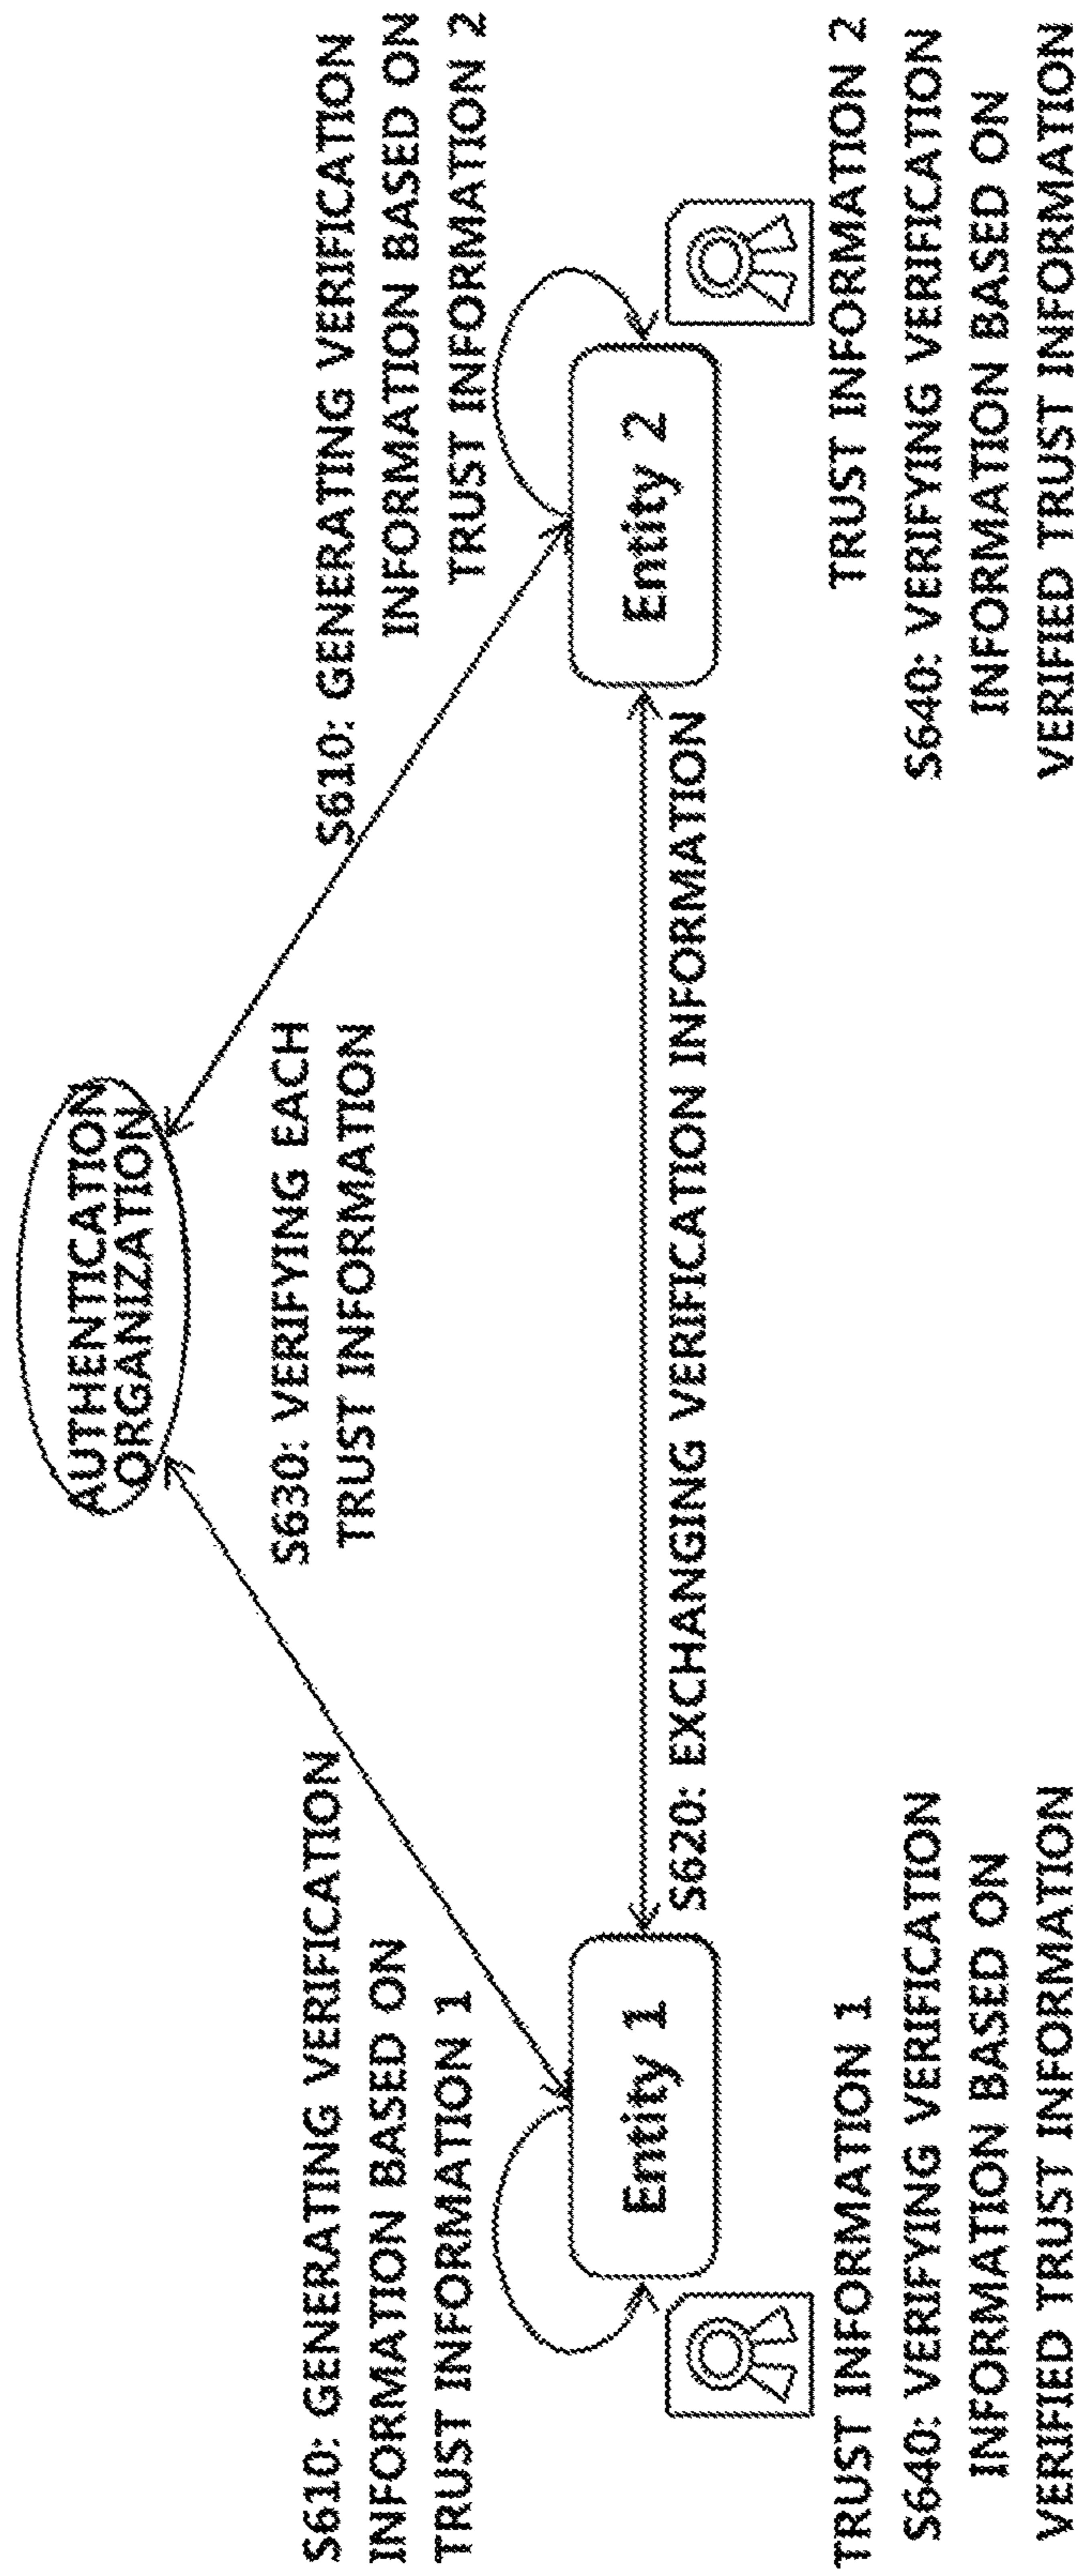 AUTHENTICATION
ORGANIZATION
S610: GENERATING VERIFICATION
INFORMATION BASED ON
TRUST INFORMATION 1
S630: VERIFYING EACH
TRUST INFORMATION
S610: GENERATING VERIFICATION
INFORMATION BASED ON
TRUST INFORMATION 2
Entity 1
Entity 2
S620: EXCHANGING VERIFICATION INFORMATION
TRUST INFORMATION 1
S640: VERIFYING VERIFICATION
INFORMATION BASED ON
VERIFIED TRUST INFORMATION
TRUST INFORMATION 2
S640: VERIFYING VERIFICATION
INFORMATION BASED ON
VERIFIED TRUST INFORMATION